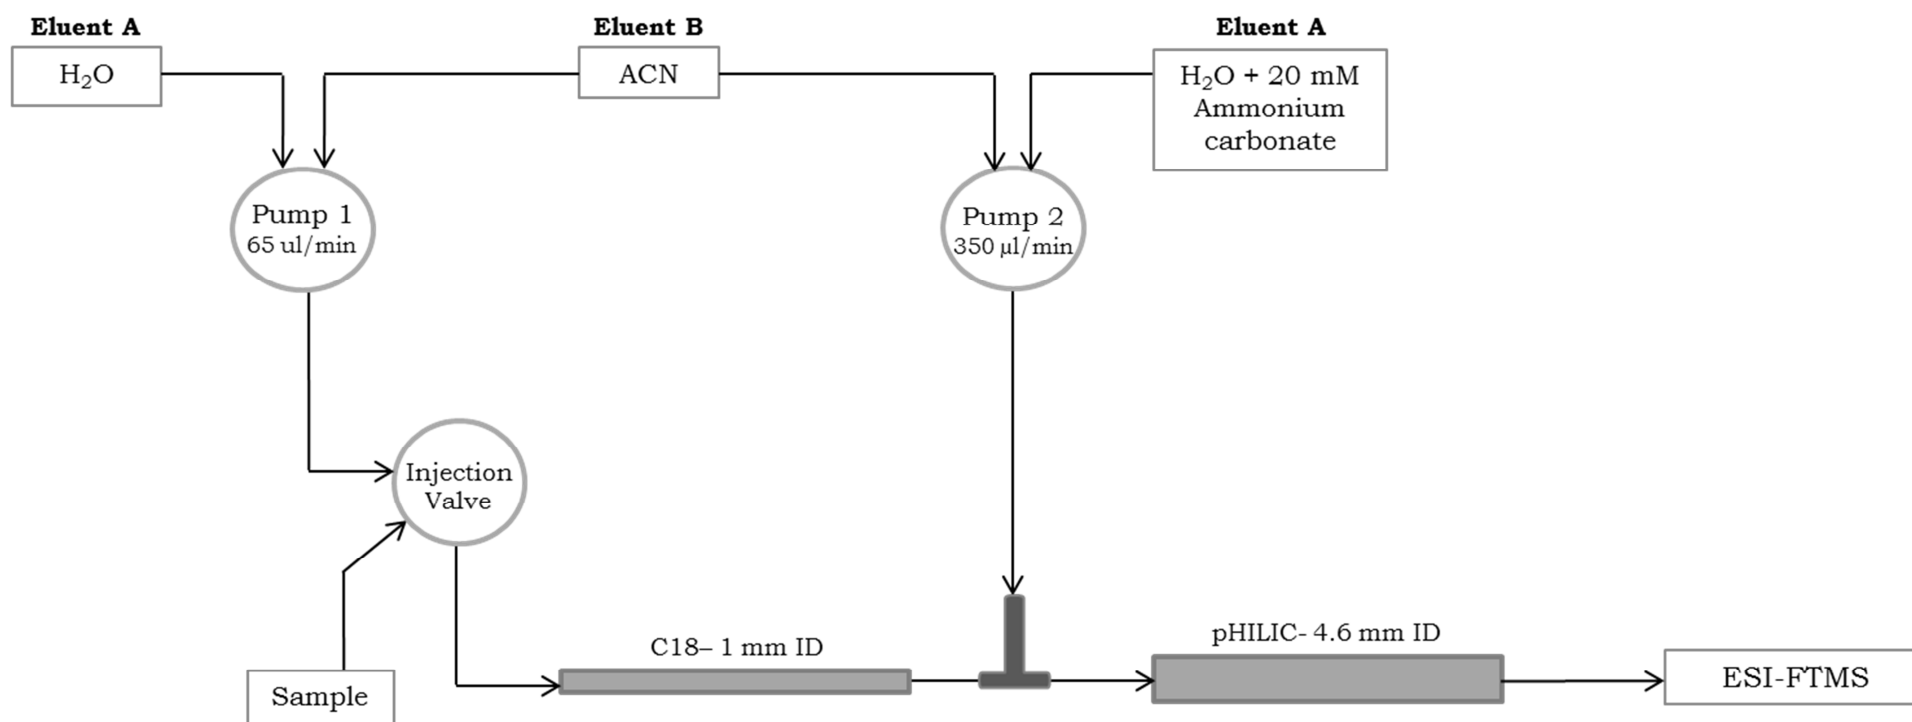 Eluent A
H₂O
Eluent B
ACN
Eluent A
H₂O + 20 mM
Ammonium
carbonate
Pump 1
65 ul/min
Pump 2
350 µl/min
Injection
Valve
Sample
C18– 1 mm ID
pHILIC- 4.6 mm ID
ESI-FTMS